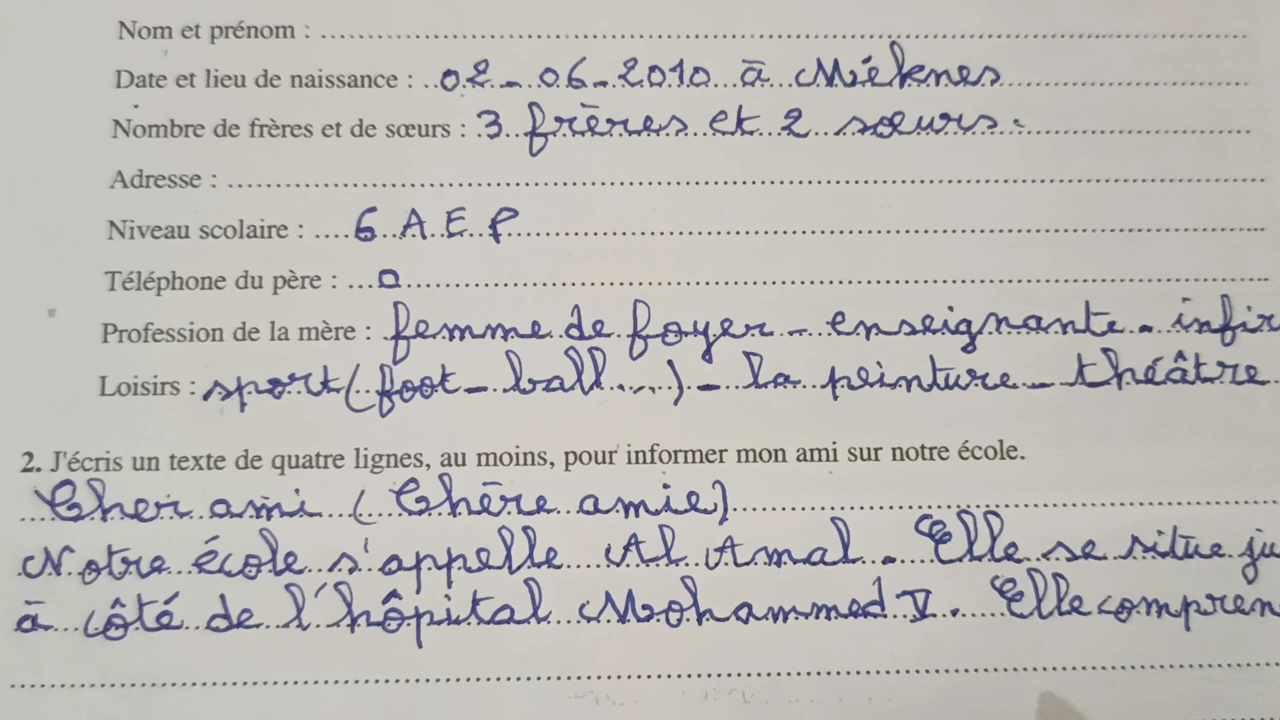 Nom et prénom : ..........
Date et lieu de naissance : 02-06-2010 à Méknes
Nombre de frères et de sœurs : 3 frères et 2 sœurs.
Adresse : ..........
Niveau scolaire : 6 A E P
Téléphone du père : 0
Profession de la mère : femme de foyer - enseignante - infir
Loisirs : sport (foot-ball....) - la peinture - théâtre
2. J'écris un texte de quatre lignes, au moins, pour informer mon ami sur notre école.
Cher ami (Chère amie)
Notre école s'appelle Al Amal. Elle se situe ju
à côté de l'hôpital Mohammed V. Elle compren